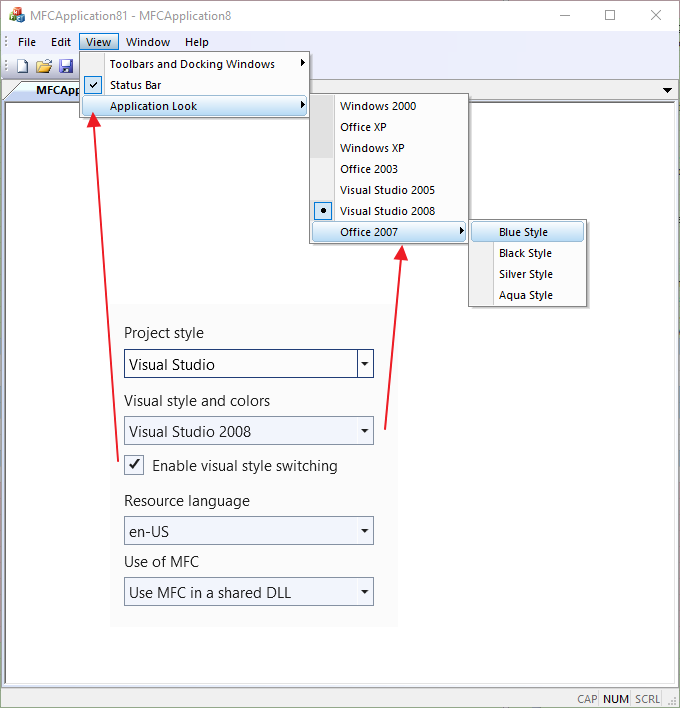 MFCApplication81 - MFCApplication8
File Edit View Window Help
Toolbars and Docking Windows
Status Bar
MFCApp
Application Look
Windows 2000
Office XP
Windows XP
Office 2003
Visual Studio 2005
Visual Studio 2008
Office 2007
Blue Style
Black Style
Silver Style
Aqua Style
Project style
Visual Studio
Visual style and colors
Visual Studio 2008
Enable visual style switching
Resource language
en-US
Use of MFC
Use MFC in a shared DLL
CAP NUM SCRL